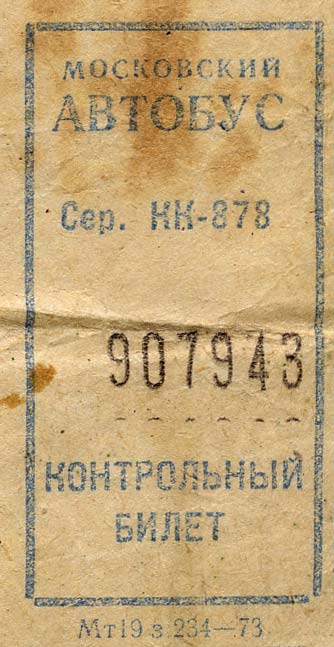 МОСКОВСКИЙ
АВТОБУС
Сер. НК-878
907943
КОНТРОЛЬНЫЙ
БИЛЕТ
Мт19 з 234—73